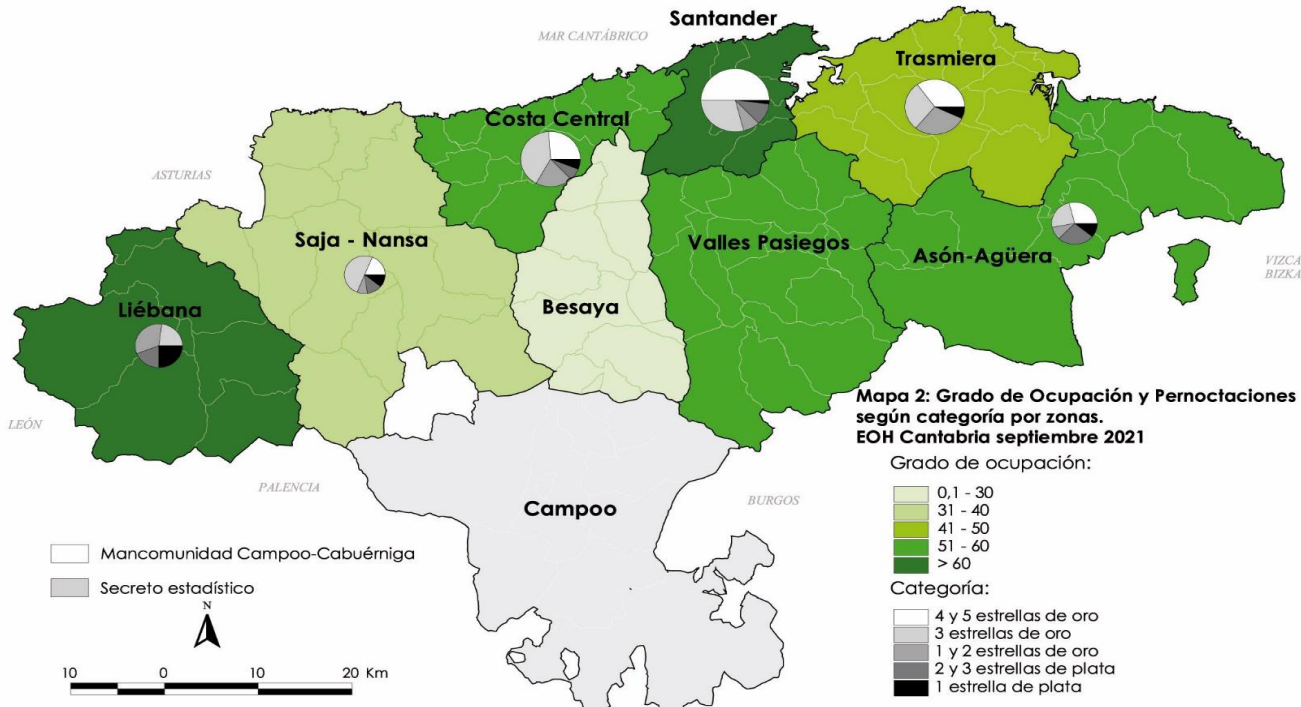 Santander
MAR CANTÁBRICO
Trasmiera
Costa Central
ASTURIAS
Saja - Nansa
Valles Pasiegos
Asón-Agüera
VIZCA
BIZKA
Liébana
Besaya
LEÓN
PALENCIA
Campoo
BURGOS
Mapa 2: Grado de Ocupación y Pernoctaciones
según categoría por zonas.
EOH Cantabria septiembre 2021
Grado de ocupación:
0,1 - 30
31 - 40
41 - 50
51 - 60
> 60
Categoría:
4 y 5 estrellas de oro
3 estrellas de oro
1 y 2 estrellas de oro
2 y 3 estrellas de plata
1 estrella de plata
Mancomunidad Campoo-Cabuérniga
Secreto estadístico
N
10 0 10 20 Km